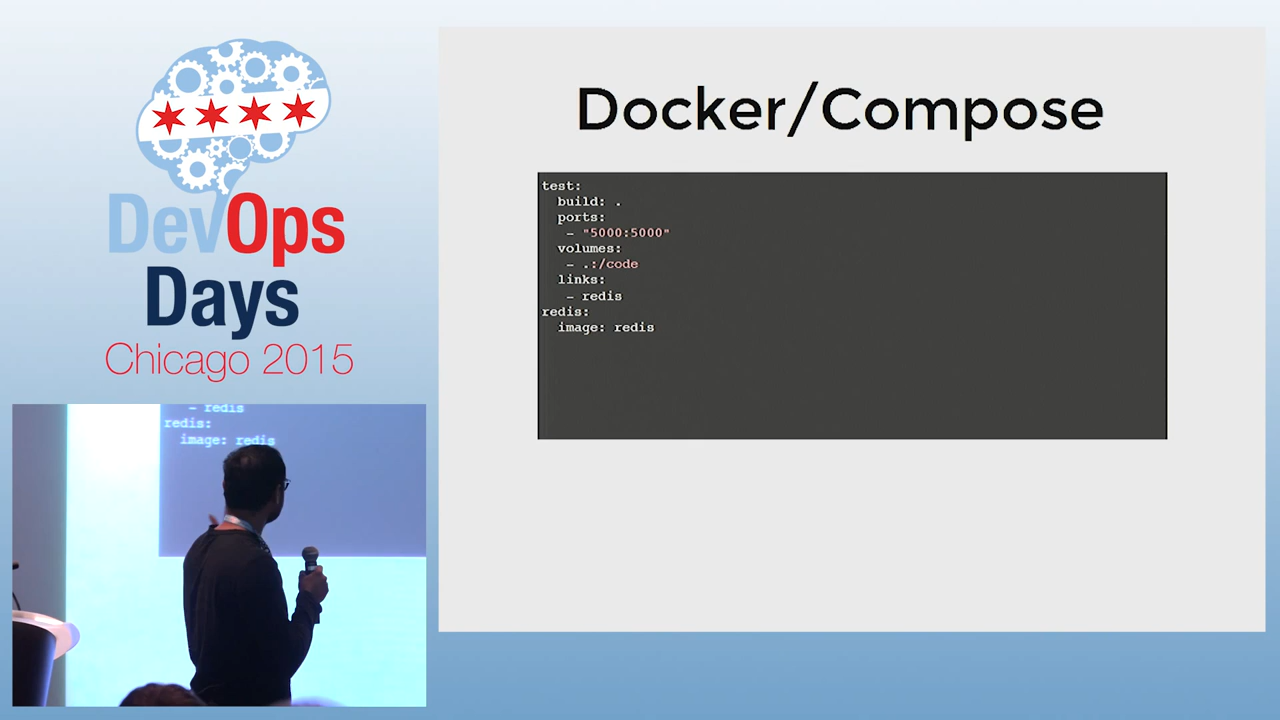 DevOps
Days
Chicago 2015
Docker/Compose
test:
  build: .
  ports:
   - "5000:5000"
  volumes:
   - .:/code
  links:
   - redis
redis:
  image: redis
- redis
redis:
  image: redis